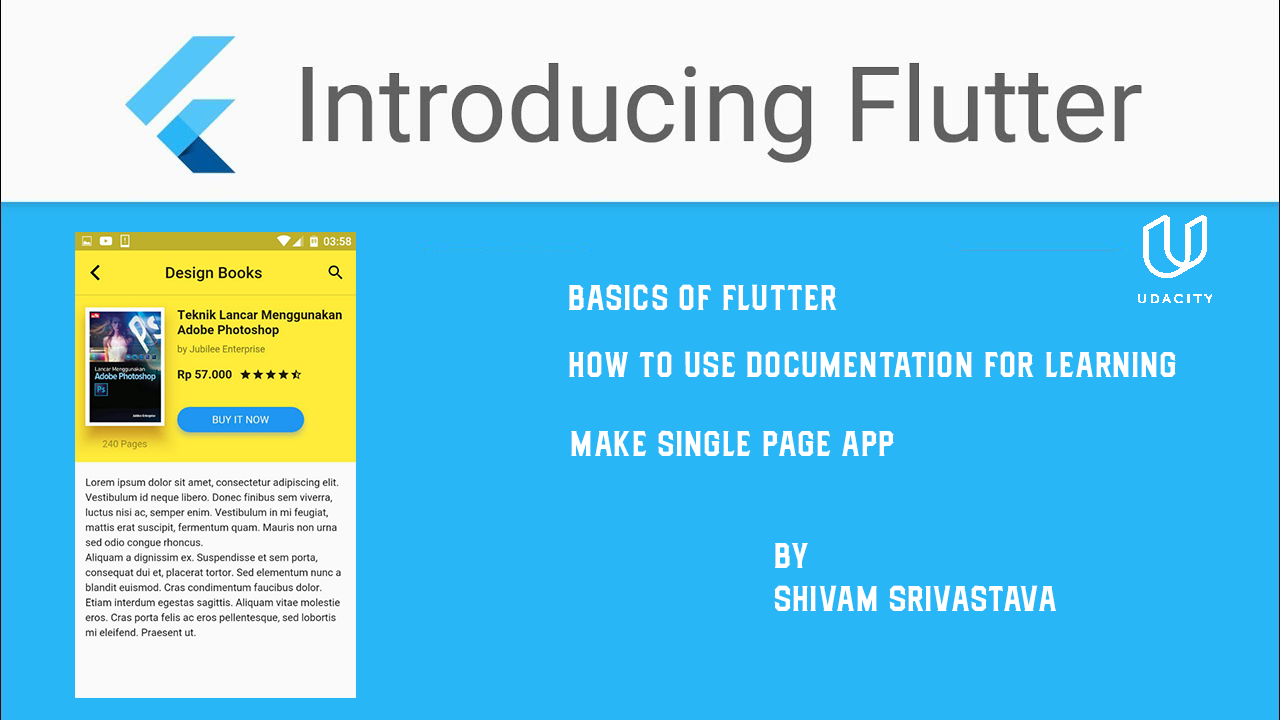 Introducing Flutter
UDACITY
BASICS OF FLUTTER
HOW TO USE DOCUMENTATION FOR LEARNING
MAKE SINGLE PAGE APP
BY
SHIVAM SRIVASTAVA
03:58
Design Books
Teknik Lancar Menggunakan
Adobe Photoshop
by Jubilee Enterprise
Rp 57.000
BUY IT NOW
Lancar Menggunakan
Adobe Photoshop
Ps
240 Pages
Lorem ipsum dolor sit amet, consectetur adipiscing elit.
Vestibulum id neque libero. Donec finibus sem viverra,
luctus nisi ac, semper enim. Vestibulum in mi feugiat,
mattis erat suscipit, fermentum quam. Mauris non urna
sed odio congue rhoncus.
Aliquam a dignissim ex. Suspendisse et sem porta,
consequat dui et, placerat tortor. Sed elementum nunc a
blandit euismod. Cras condimentum faucibus dolor.
Etiam interdum egestas sagittis. Aliquam vitae molestie
eros. Cras porta felis ac eros pellentesque, sed lobortis
mi eleifend. Praesent ut.